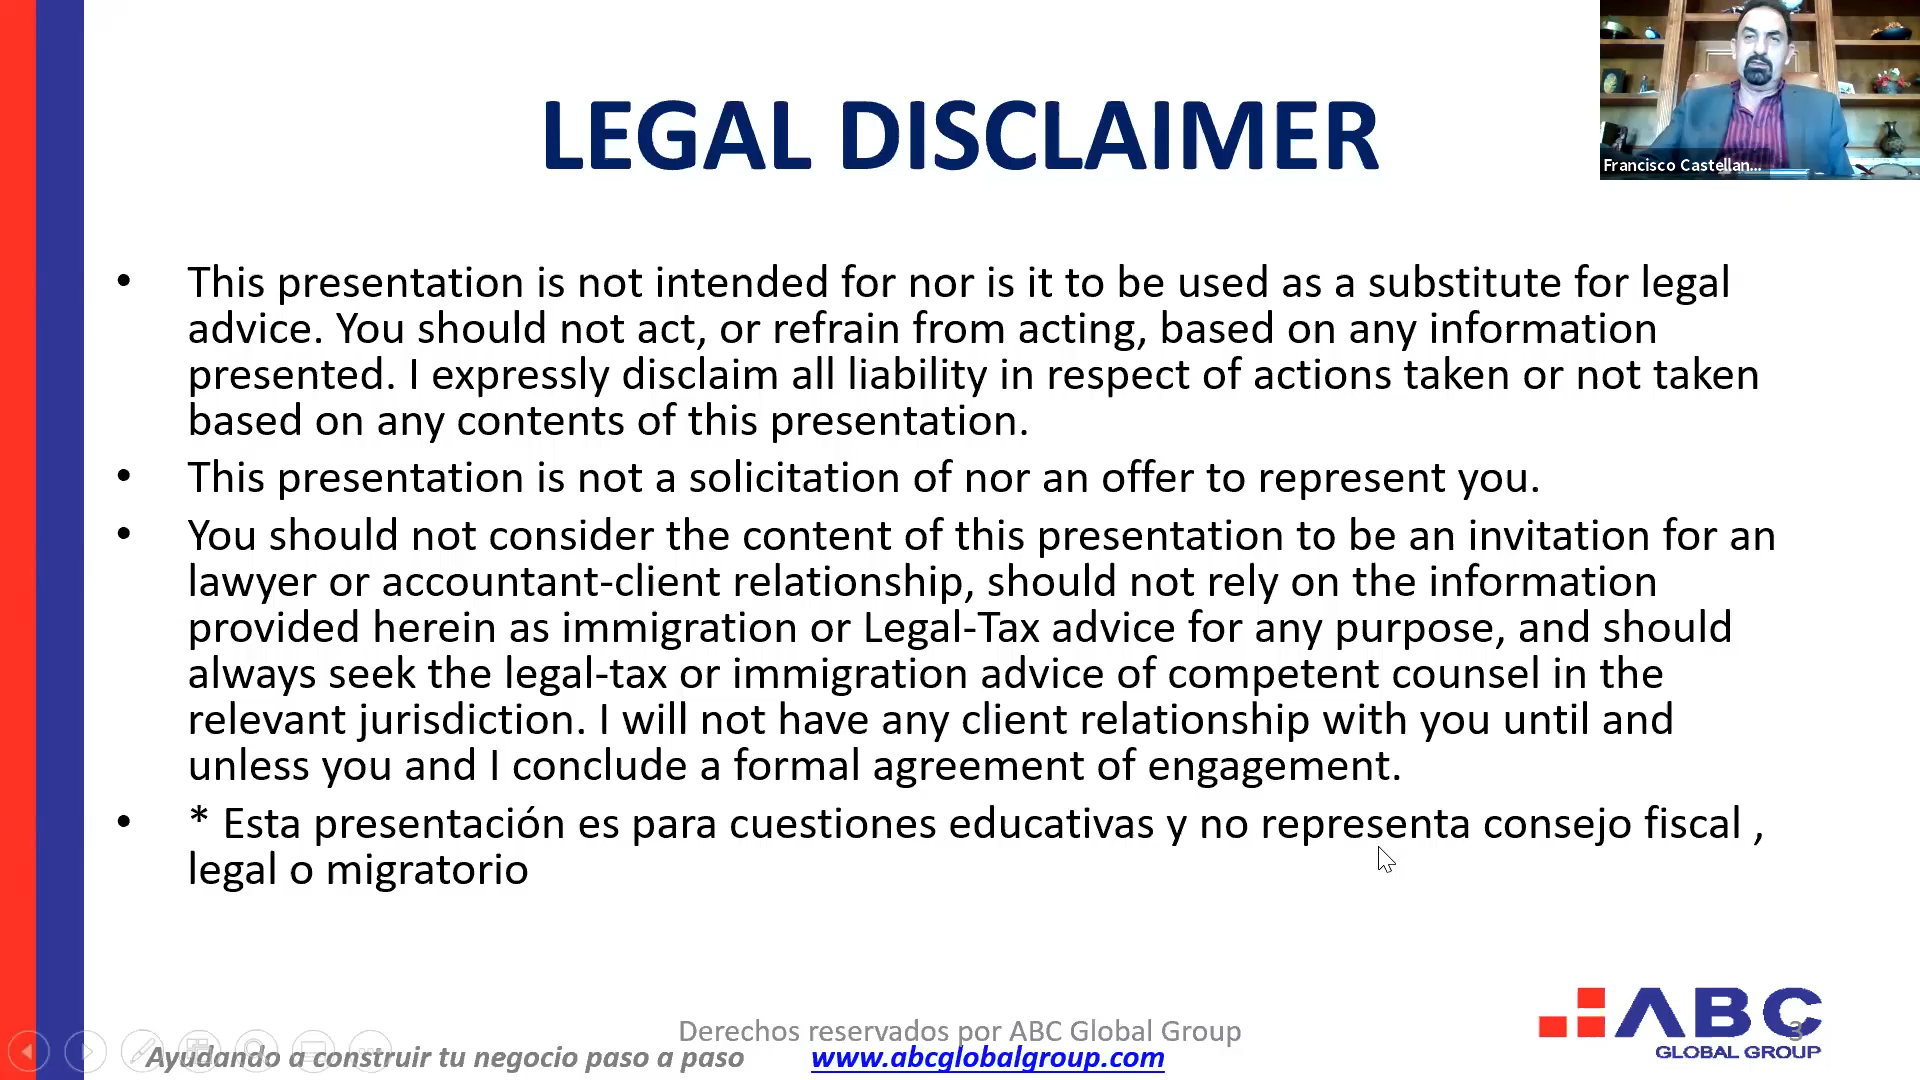 LEGAL DISCLAIMER
Francisco Castellan...
• This presentation is not intended for nor is it to be used as a substitute for legal
advice. You should not act, or refrain from acting, based on any information
presented. I expressly disclaim all liability in respect of actions taken or not taken
based on any contents of this presentation.
• This presentation is not a solicitation of nor an offer to represent you.
• You should not consider the content of this presentation to be an invitation for an
lawyer or accountant-client relationship, should not rely on the information
provided herein as immigration or Legal-Tax advice for any purpose, and should
always seek the legal-tax or immigration advice of competent counsel in the
relevant jurisdiction. I will not have any client relationship with you until and
unless you and I conclude a formal agreement of engagement.
• * Esta presentación es para cuestiones educativas y no representa consejo fiscal ,
legal o migratorio
Derechos reservados por ABC Global Group
Ayudando a construir tu negocio paso a paso www.abcglobalgroup.com
ABC
3
GLOBAL GROUP